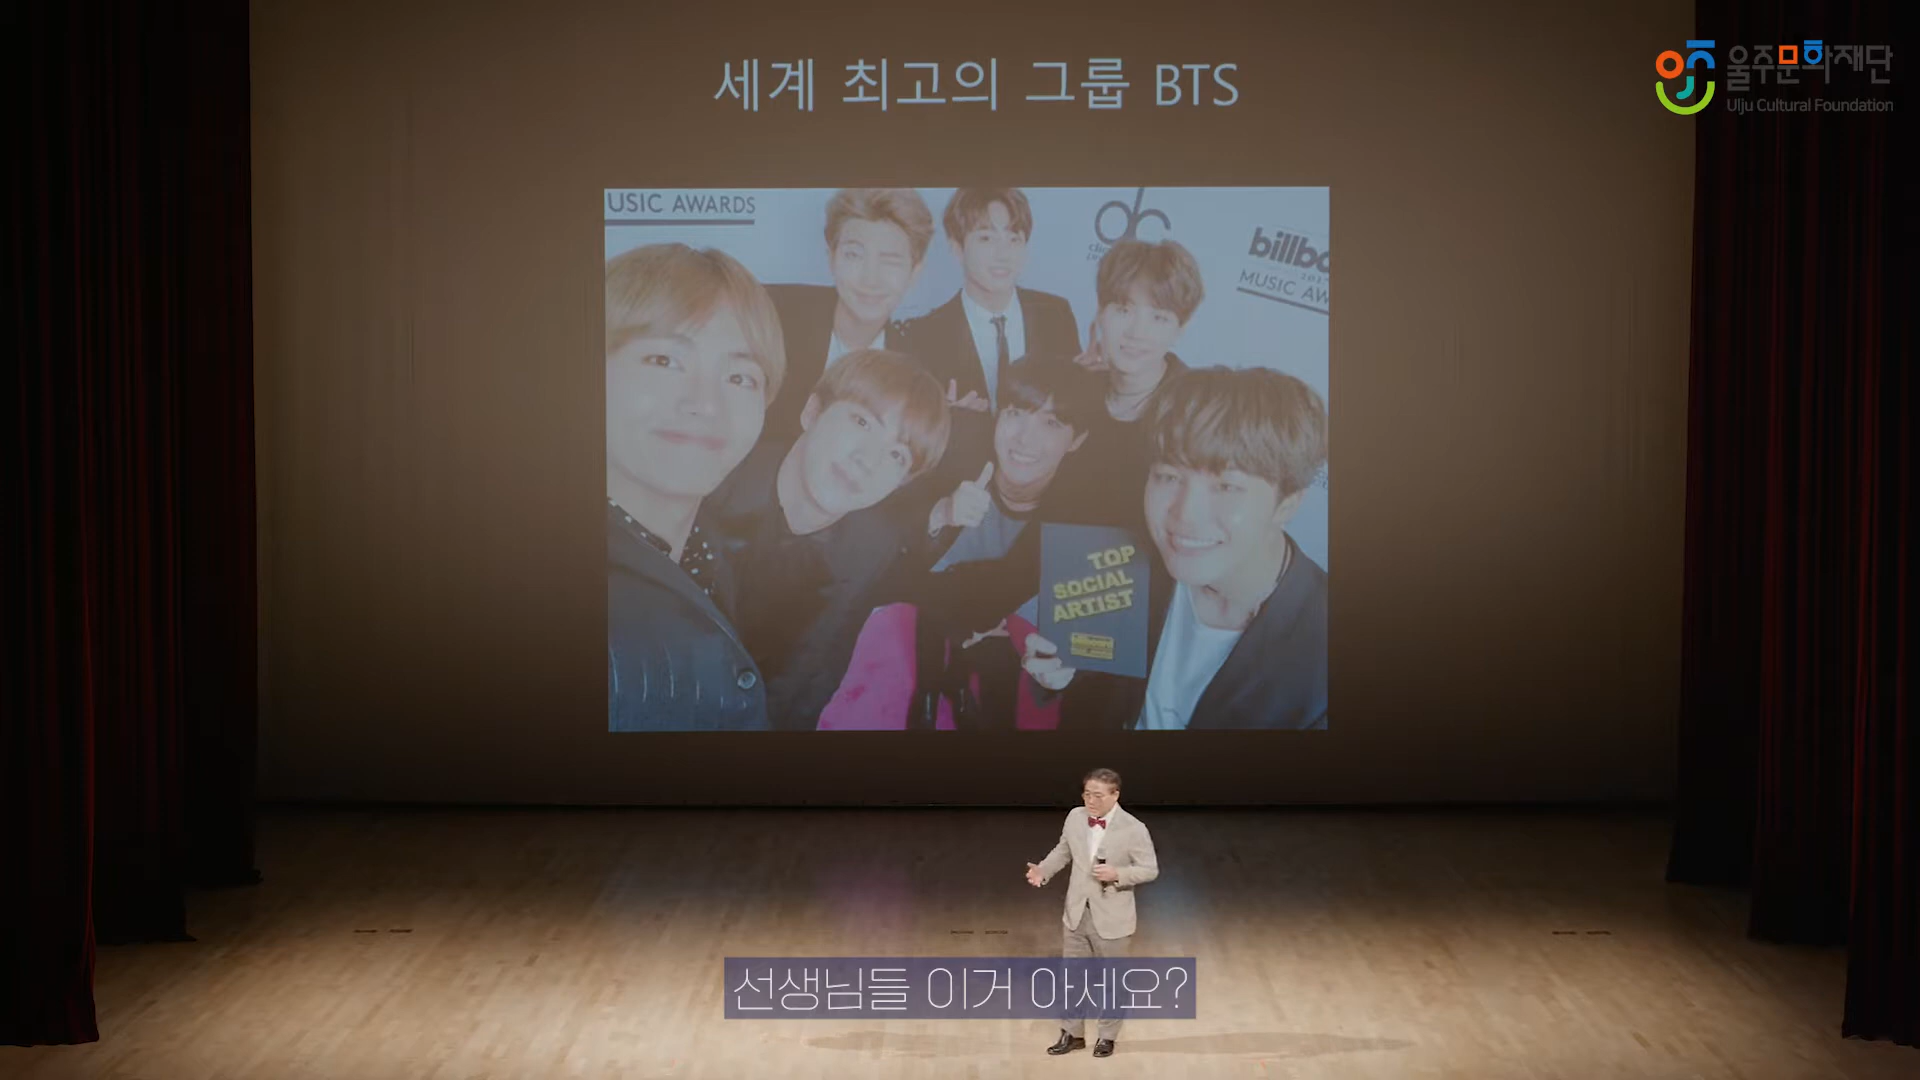 세계 최고의 그룹 BTS
울주문화재단
Ulju Cultural Foundation
USIC AWARDS
billbo
2017
MUSIC AW
TOP
SOCIAL
ARTIST
선생님들 이거 아세요?